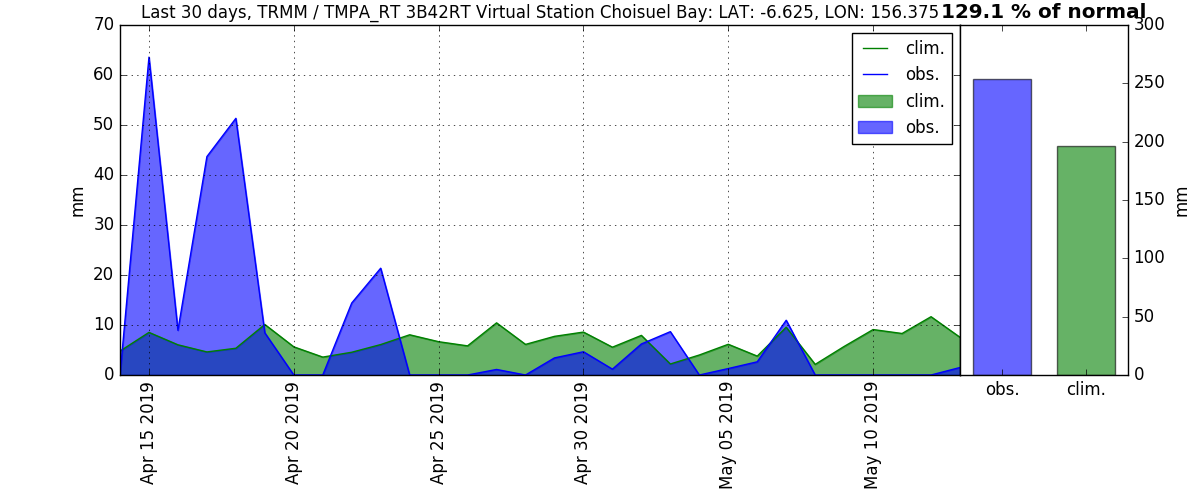 Last 30 days, TRMM / TMPA_RT 3B42RT Virtual Station Choisuel Bay: LAT: -6.625, LON: 156.375
129.1 % of normal
70
60
50
40
30
20
10
0
mm
clim.
obs.
clim.
obs.
Apr 15 2019
Apr 20 2019
Apr 25 2019
Apr 30 2019
May 05 2019
May 10 2019
300
250
200
150
100
50
0
mm
obs.
clim.